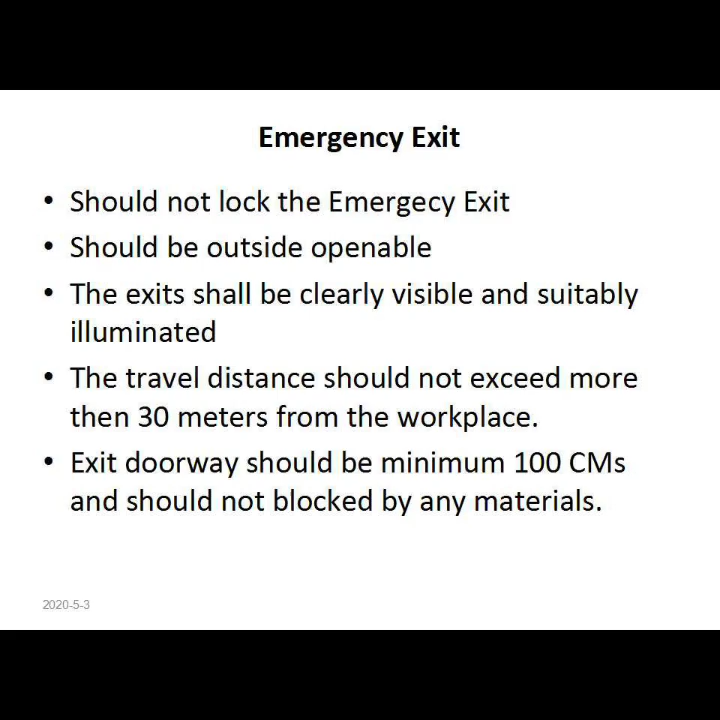 Emergency Exit
• Should not lock the Emergecy Exit
• Should be outside openable
• The exits shall be clearly visible and suitably
illuminated
• The travel distance should not exceed more
then 30 meters from the workplace.
• Exit doorway should be minimum 100 CMs
and should not blocked by any materials.
2020-5-3